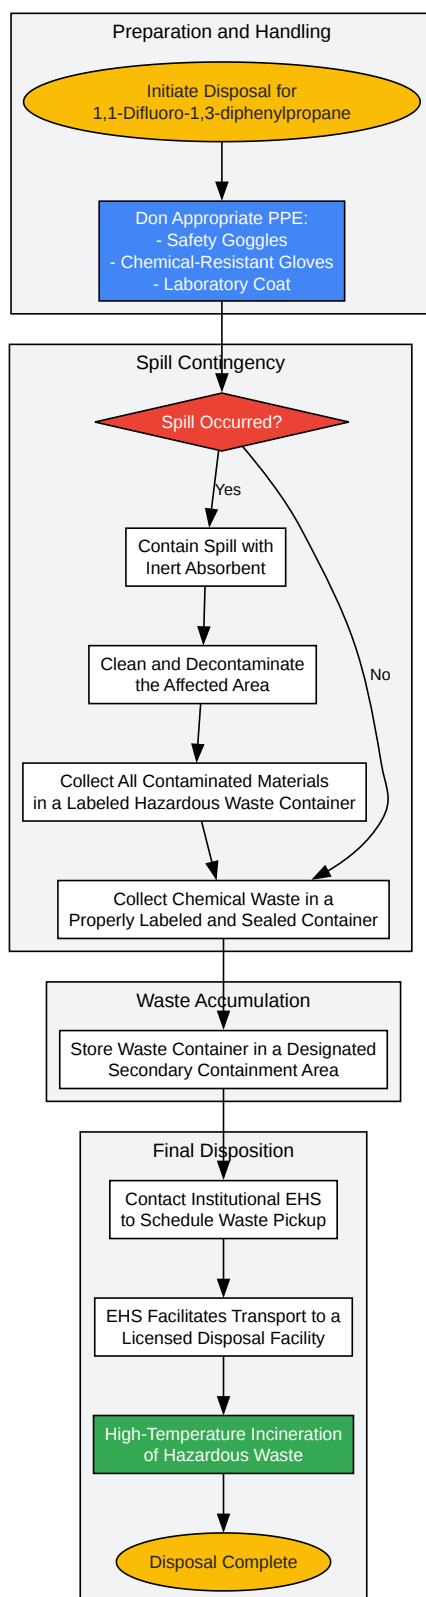 Preparation and Handling
Initiate Disposal for
1,1-Difluoro-1,3-diphenylpropane
Don Appropriate PPE:
- Safety Goggles
- Chemical-Resistant Gloves
- Laboratory Coat
Spill Contingency
Spill Occurred?
Yes
Contain Spill with
Inert Absorbent
Clean and Decontaminate
the Affected Area
No
Collect All Contaminated Materials
in a Labeled Hazardous Waste Container
Collect Chemical Waste in a
Properly Labeled and Sealed Container
Waste Accumulation
Store Waste Container in a Designated
Secondary Containment Area
Final Disposition
Contact Institutional EHS
to Schedule Waste Pickup
EHS Facilitates Transport to a
Licensed Disposal Facility
High-Temperature Incineration
of Hazardous Waste
Disposal Complete